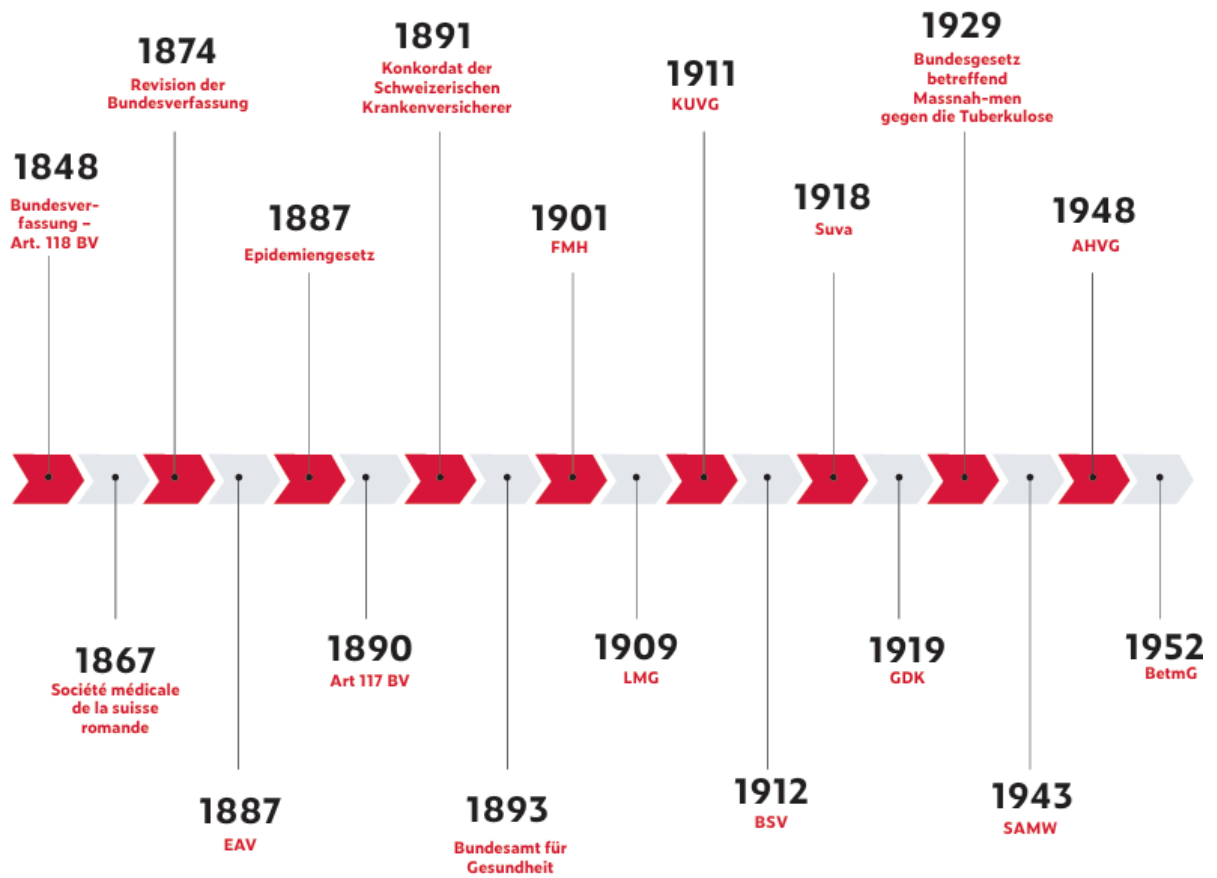 1848
Bundesver-
fassung –
Art. 118 BV
1867
Société médicale
de la suisse
romande
1874
Revision der
Bundesverfassung
1887
EAV
1887
Epidemiengesetz
1890
Art 117 BV
1891
Konkordat der
Schweizerischen
Krankenversicherer
1893
Bundesamt für
Gesundheit
1901
FMH
1909
LMG
1911
KUVG
1912
BSV
1918
Suva
1919
GDK
1929
Bundesgesetz
betreffend
Massnah-men
gegen die Tuberkulose
1943
SAMW
1948
AHVG
1952
BetmG